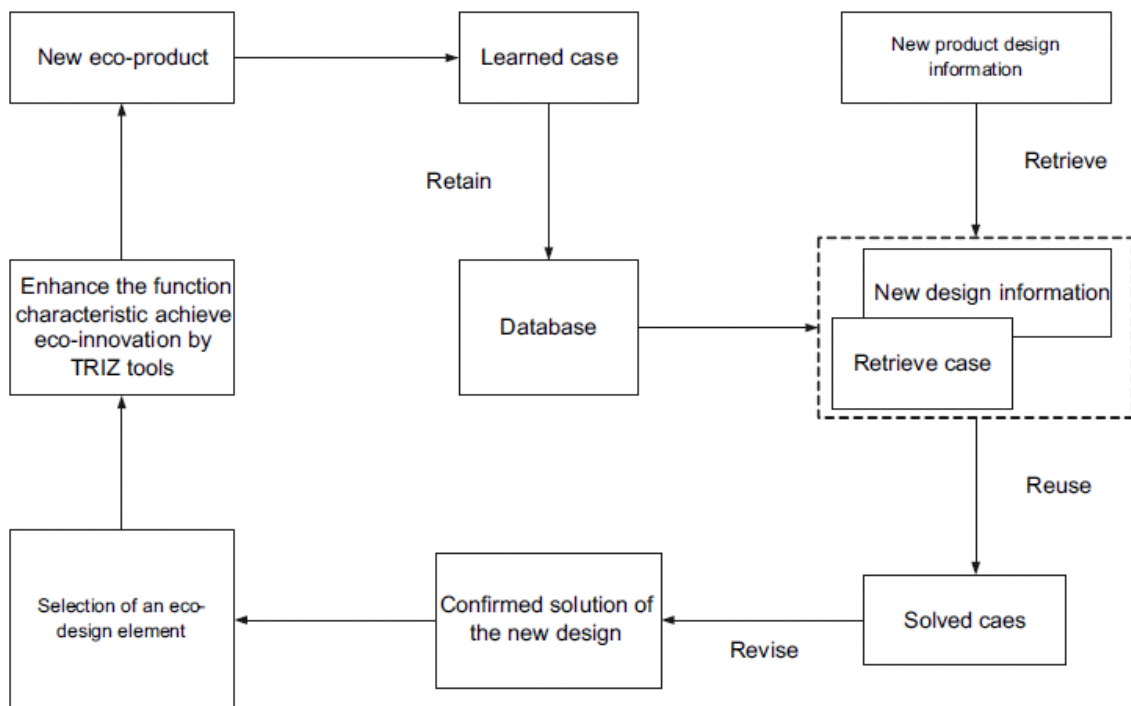 New eco-product
Learned case
New product design
information
Retain
Retrieve
Enhance the function
characteristic achieve
eco-innovation by
TRIZ tools
Database
New design information
Retrieve case
Reuse
Selection of an eco-
design element
Confirmed solution of
the new design
Revise
Solved caes